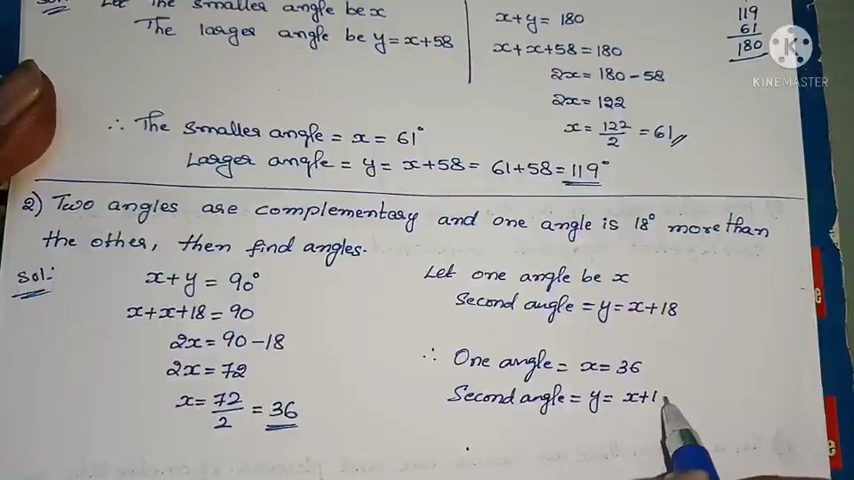 Let the smaller angle be x
The larger angle be y = x+58
x+y = 180
x+x+58 = 180
2x = 180-58
2x = 122
x = 122/2 = 61
119
61
180
KINEMASTER
∴ The smaller angle = x = 61°
Larger angle = y = x+58 = 61+58 = 119°
2) Two angles are complementary and one angle is 18° more than
the other, then find angles.
Sol:
x+y = 90°
x+x+18 = 90
2x = 90-18
2x = 72
x = 72/2 = 36
Let one angle be x
Second angle = y = x+18
∴ One angle = x = 36
Second angle = y = x+1